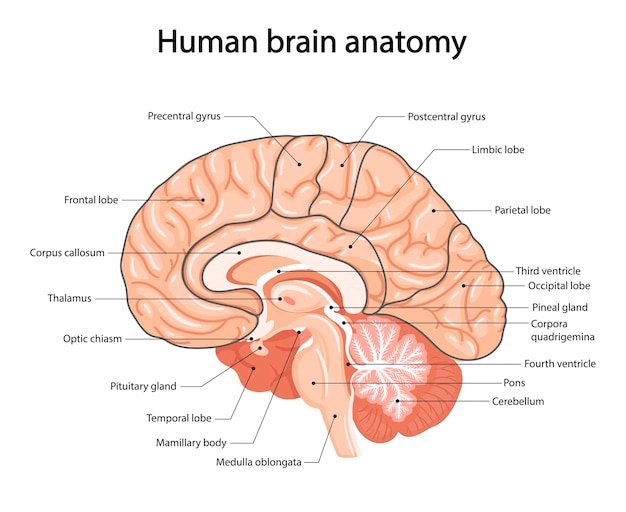 Human brain anatomy
Precentral gyrus
Postcentral gyrus
Limbic lobe
Frontal lobe
Parietal lobe
Corpus callosum
Third ventricle
Occipital lobe
Thalamus
Pineal gland
Corpora
quadrigemina
Optic chiasm
Fourth ventricle
Pituitary gland
Pons
Cerebellum
Temporal lobe
Mamillary body
Medulla oblongata